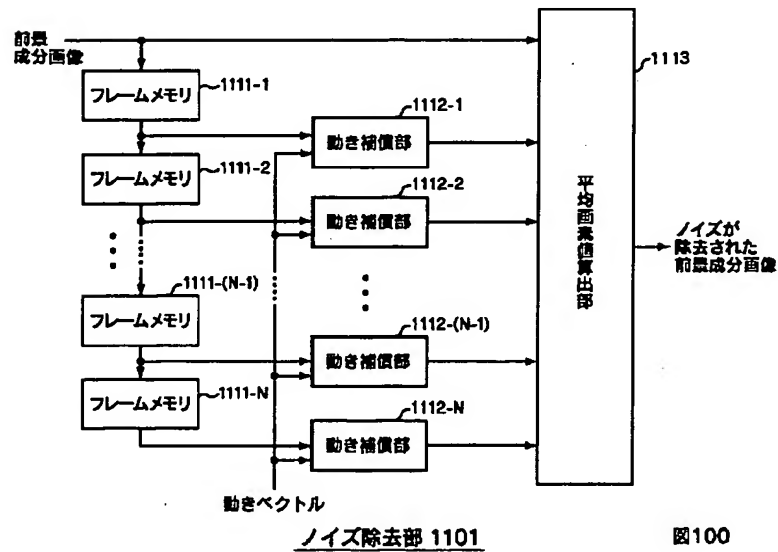 前景
成分画像
フレームメモリ
1111-1
1113
1112-1
動き補償部
フレームメモリ
1111-2
1112-2
動き補償部
平均画素値算出部
ノイズが
除去された
前景成分画像
1111-(N-1)
フレームメモリ
1112-(N-1)
動き補償部
フレームメモリ
1111-N
1112-N
動き補償部
動きベクトル
ノイズ除去部 1101
図100